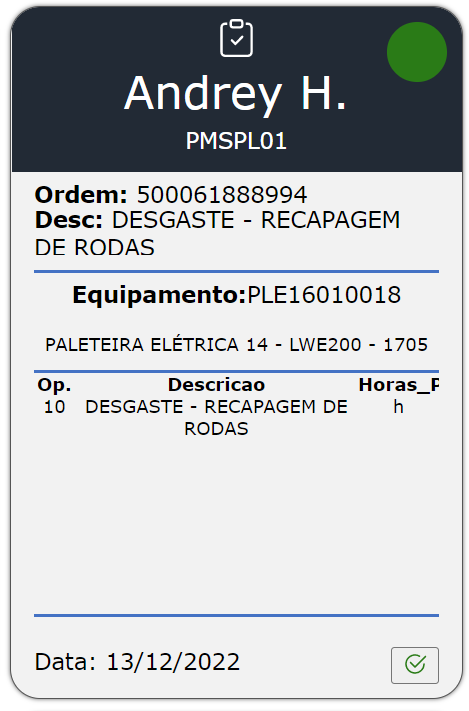 Andrey H.
PMSPL01
Ordem: 500061888994
Desc: DESGASTE - RECAPAGEM
DE RODAS
Equipamento:PLE16010018
PALETEIRA ELÉTRICA 14 - LWE200 - 1705
Op. Descricao Horas_P
10 DESGASTE - RECAPAGEM DE h
RODAS
Data: 13/12/2022